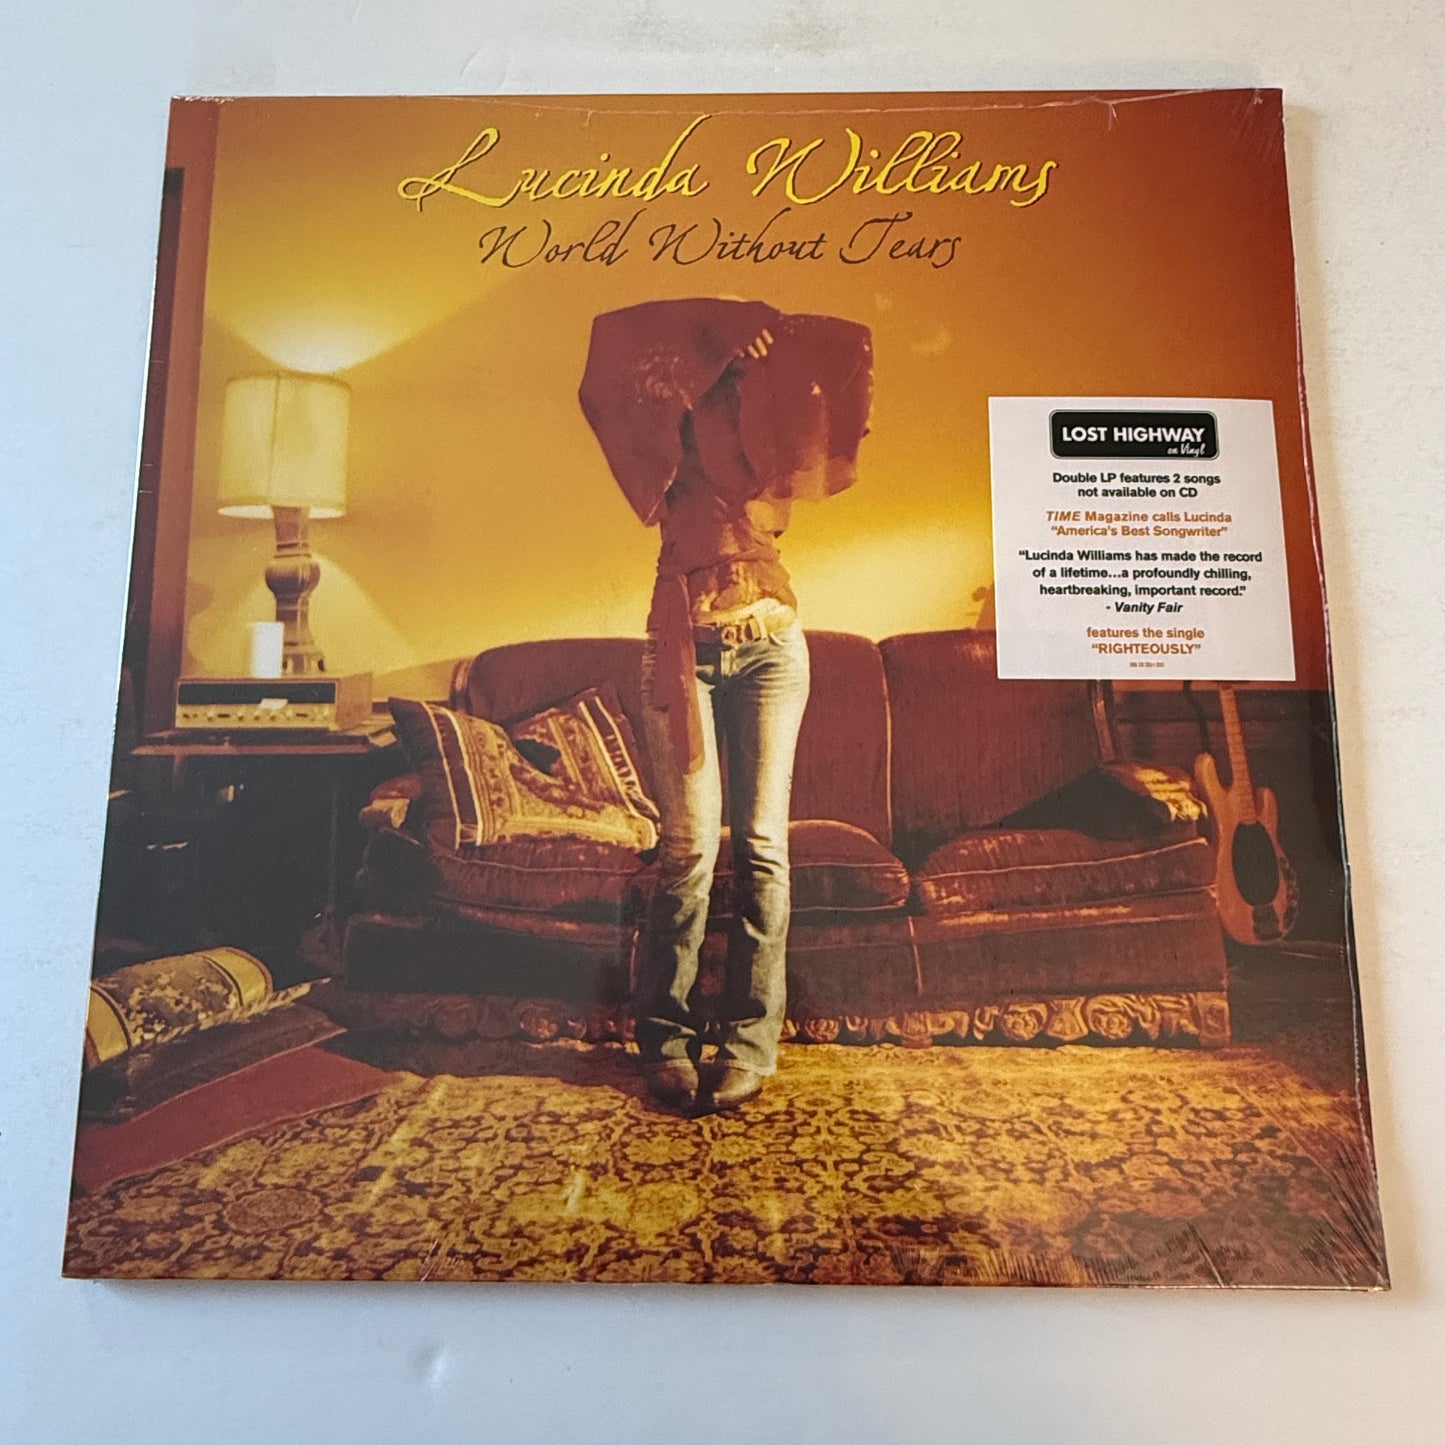 Lucinda Williams
World Without Tears
LOST HIGHWAY
on Vinyl
Double LP features 2 songs
not available on CD
TIME Magazine calls Lucinda
"America's Best Songwriter"
"Lucinda Williams has made the record
of a lifetime...a profoundly chilling,
heartbreaking, important record."
- Vanity Fair
features the single
"RIGHTEOUSLY"